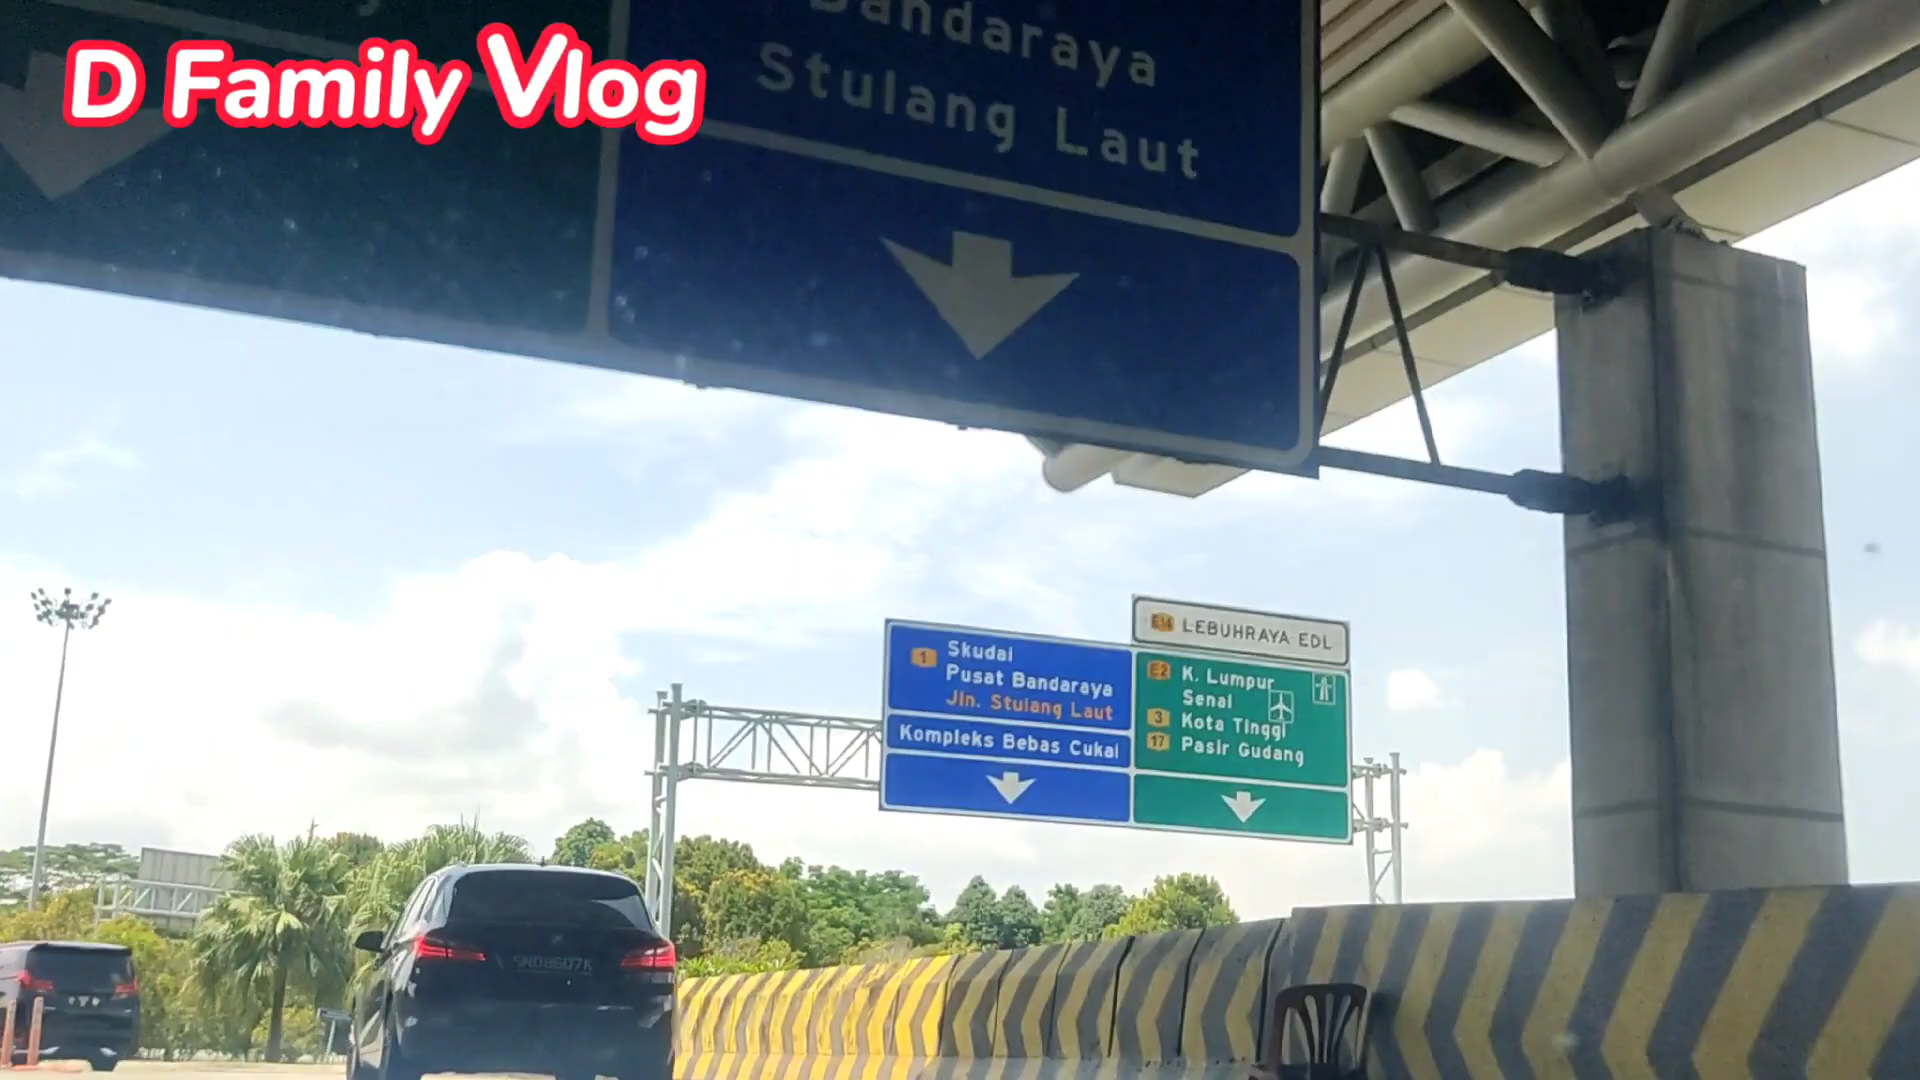 D Family Vlog
Bandaraya
Stulang Laut
E14 LEBUHRAYA EDL
1 Skudai
Pusat Bandaraya
Jln. Stulang Laut
Kompleks Bebas Cukai
E2 K. Lumpur
Senai
3 Kota Tinggi
17 Pasir Gudang